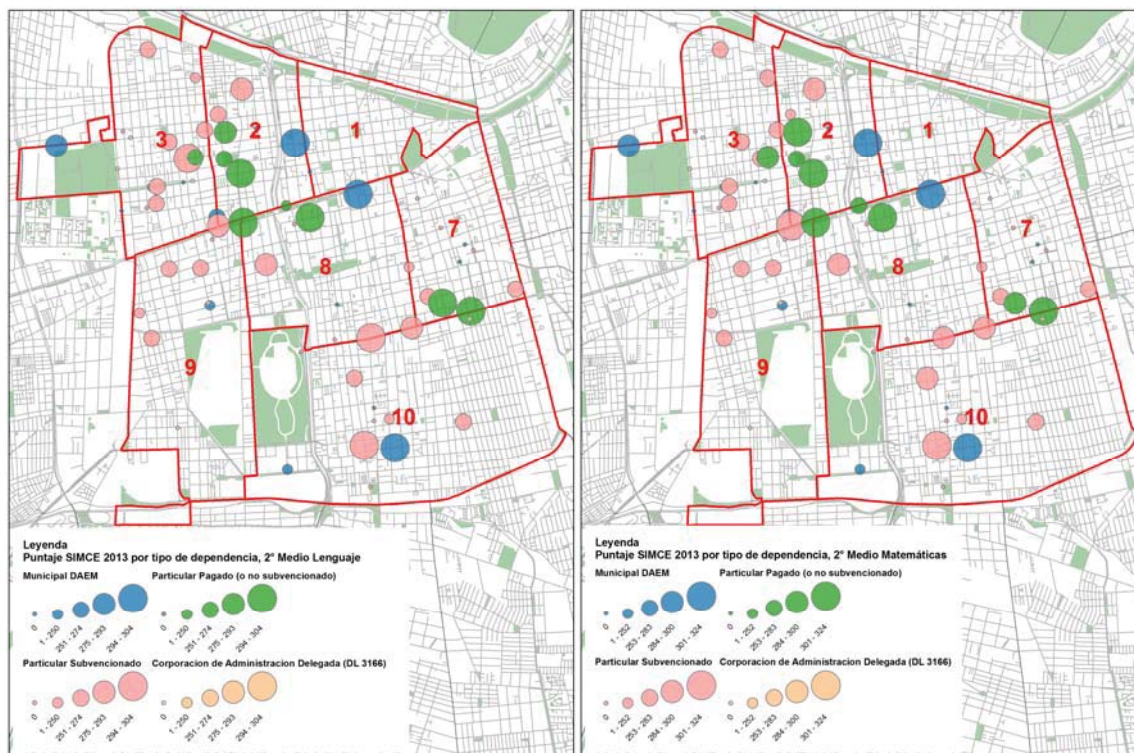 1
2
3
7
8
9
10
Leyenda
Puntaje SIMCE 2013 por tipo de dependencia, 2° Medio Lenguaje
Municipal DAEM
0
1 - 250
251 - 274
275 - 293
294 - 304
Particular Pagado (o no subvencionado)
0
1 - 250
251 - 274
275 - 293
294 - 304
Particular Subvencionado
0
1 - 250
251 - 274
275 - 293
294 - 304
Corporacion de Administracion Delegada (DL 3166)
0
1 - 250
251 - 274
275 - 293
294 - 304
1
2
3
7
8
9
10
Leyenda
Puntaje SIMCE 2013 por tipo de dependencia, 2° Medio Matemáticas
Municipal DAEM
0
1 - 252
253 - 283
284 - 300
301 - 324
Particular Pagado (o no subvencionado)
0
1 - 252
253 - 283
284 - 300
301 - 324
Particular Subvencionado
0
1 - 252
253 - 283
284 - 300
301 - 324
Corporacion de Administracion Delegada (DL 3166)
0
1 - 252
253 - 283
284 - 300
301 - 324